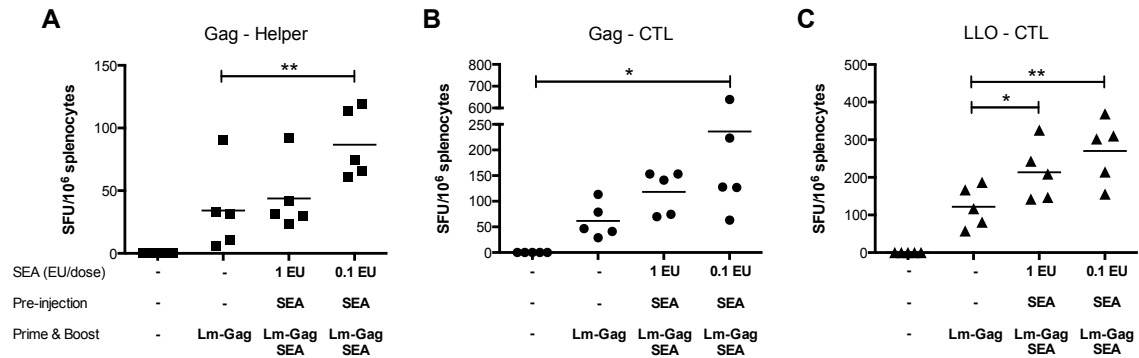 A
Gag - Helper
SFU/10⁶ splenocytes
150
100
50
0
**
B
Gag - CTL
SFU/10⁶ splenocytes
800
700
600
250
200
150
100
50
0
*
C
LLO - CTL
SFU/10⁶ splenocytes
500
400
300
200
100
0
*
**
SEA (EU/dose) - - 1 EU 0.1 EU - - 1 EU 0.1 EU - - 1 EU 0.1 EU
Pre-injection - - SEA SEA - - SEA SEA - - SEA SEA
Prime & Boost - Lm-Gag Lm-Gag Lm-Gag - Lm-Gag Lm-Gag Lm-Gag - Lm-Gag Lm-Gag Lm-Gag
SEA SEA SEA SEA SEA SEA